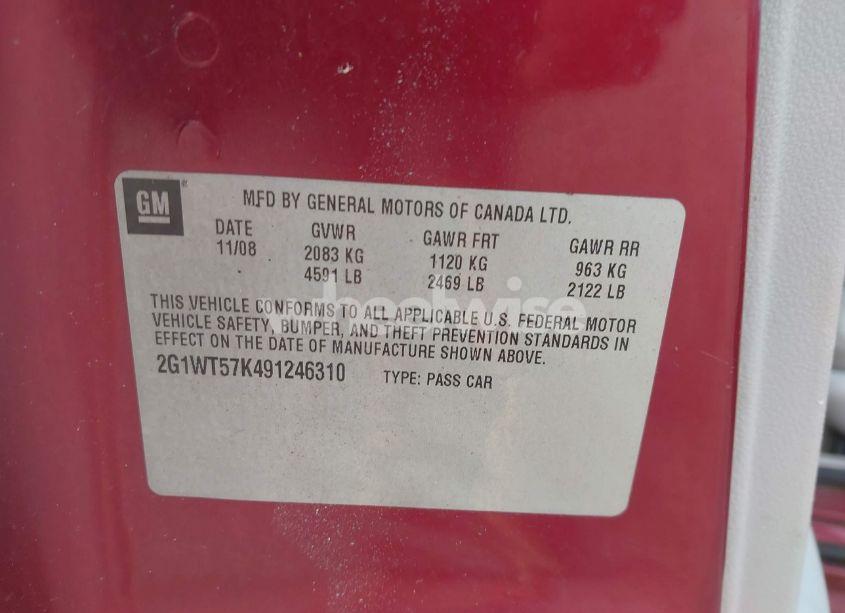 GM
MFD BY GENERAL MOTORS OF CANADA LTD.
DATE GVWR GAWR FRT GAWR RR
11/08 2083 KG 1120 KG 963 KG
4591 LB 2469 LB 2122 LB
THIS VEHICLE CONFORMS TO ALL APPLICABLE U.S. FEDERAL MOTOR
VEHICLE SAFETY, BUMPER, AND THEFT PREVENTION STANDARDS IN
EFFECT ON THE DATE OF MANUFACTURE SHOWN ABOVE.
2G1WT57K491246310 TYPE: PASS CAR